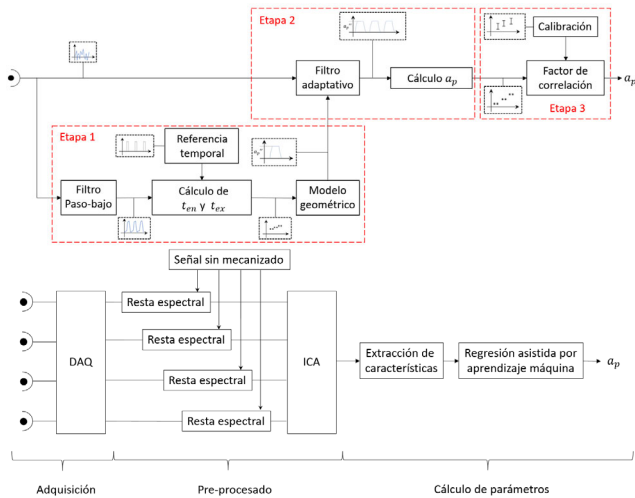 Etapa 2
Filtro
adaptativo
Cálculo a_p
Calibración
Factor de
correlación
Etapa 3
a_p
Etapa 1
Referencia
temporal
a_p*
a_p*
Filtro
Paso-bajo
Cálculo de
t_en y t_ex
Modelo
geométrico
Señal sin mecanizado
Resta espectral
Resta espectral
Resta espectral
Resta espectral
DAQ
ICA
Extracción de
características
Regresión asistida por
aprendizaje máquina
a_p
Adquisición
Pre-procesado
Cálculo de parámetros